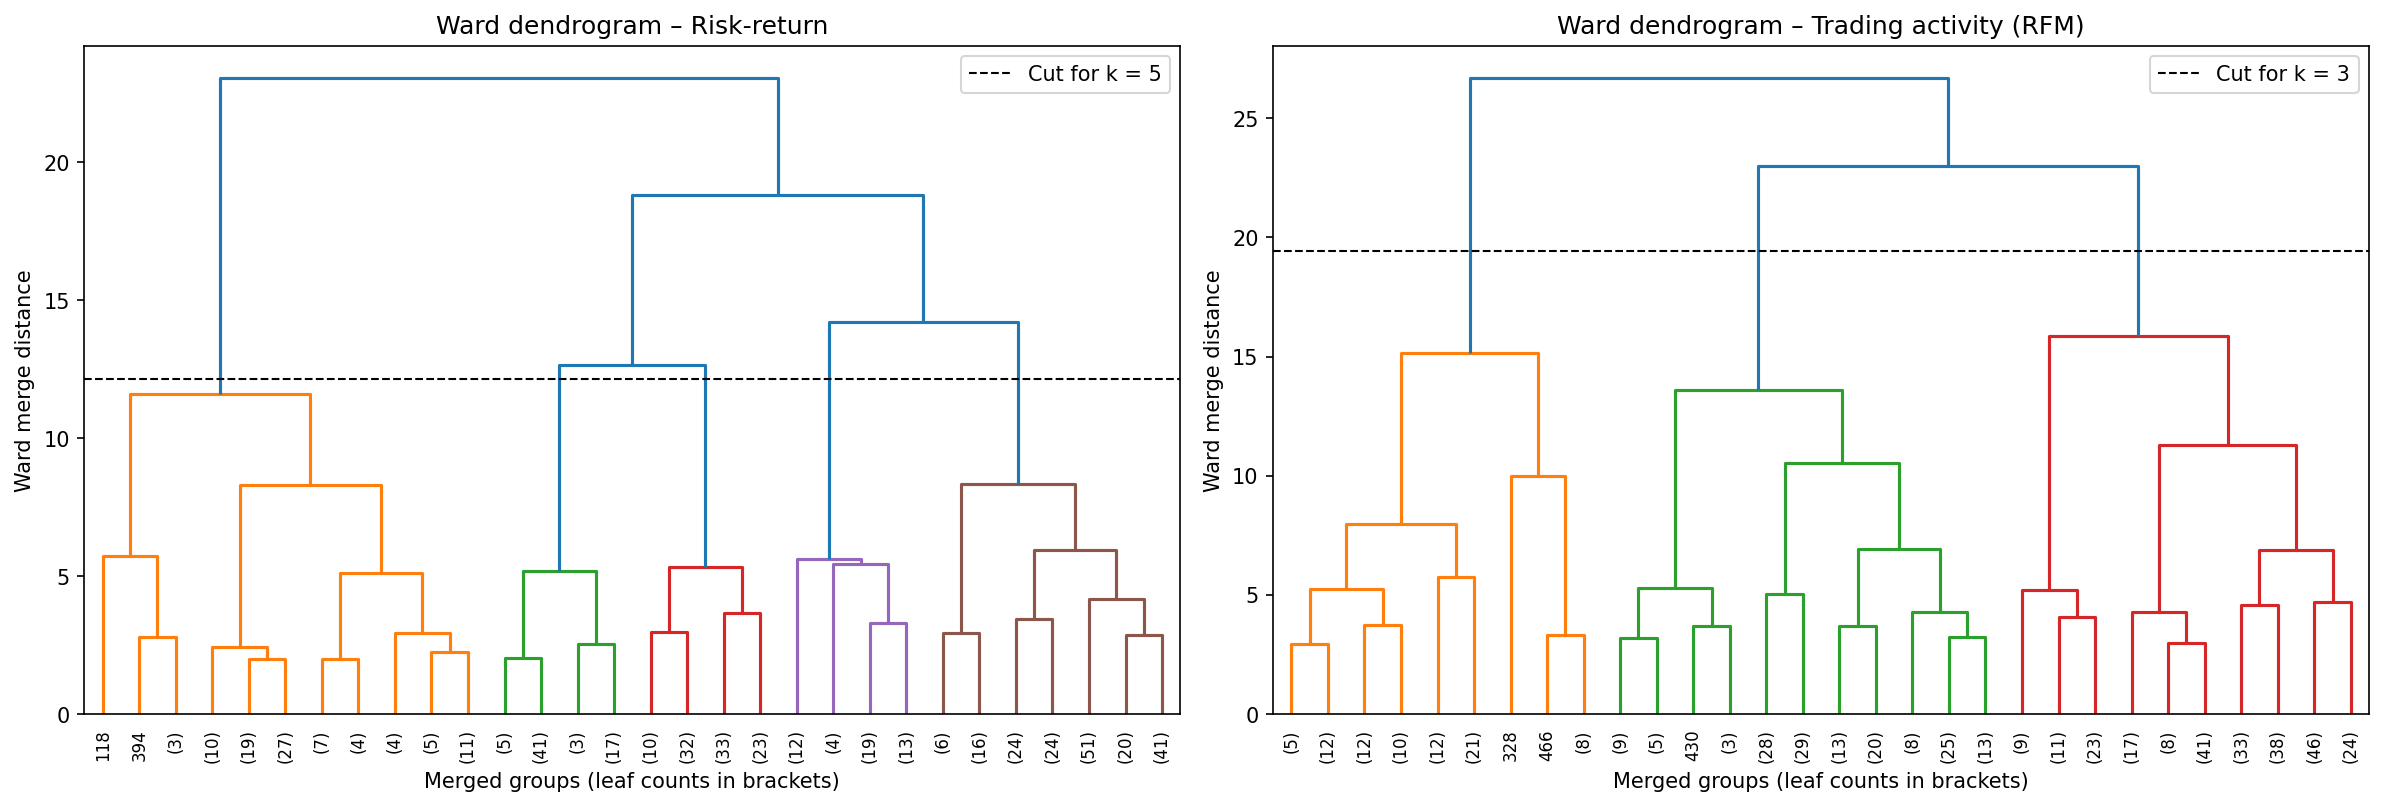 Ward dendrogram – Risk-return
Cut for k = 5
Ward merge distance
20
15
10
5
0
118 394 (3) (10) (19) (27) (7) (4) (4) (5) (11) (5) (41) (3) (17) (10) (32) (33) (23) (12) (4) (19) (13) (6) (16) (24) (24) (51) (20) (41)
Merged groups (leaf counts in brackets)
Ward dendrogram – Trading activity (RFM)
Cut for k = 3
Ward merge distance
25
20
15
10
5
0
(5) (12) (12) (10) (12) (21) 328 466 (8) (9) (5) 430 (3) (28) (29) (13) (20) (8) (25) (13) (9) (11) (23) (17) (8) (41) (33) (38) (46) (24)
Merged groups (leaf counts in brackets)